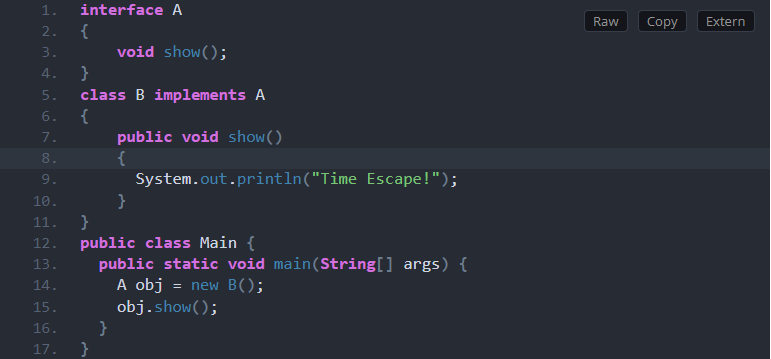 Raw Copy Extern
1. interface A
2. {
3.     void show();
4. }
5. class B implements A
6. {
7.     public void show()
8.     {
9.       System.out.println("Time Escape!");
10.     }
11. }
12. public class Main {
13.   public static void main(String[] args) {
14.     A obj = new B();
15.     obj.show();
16.   }
17. }